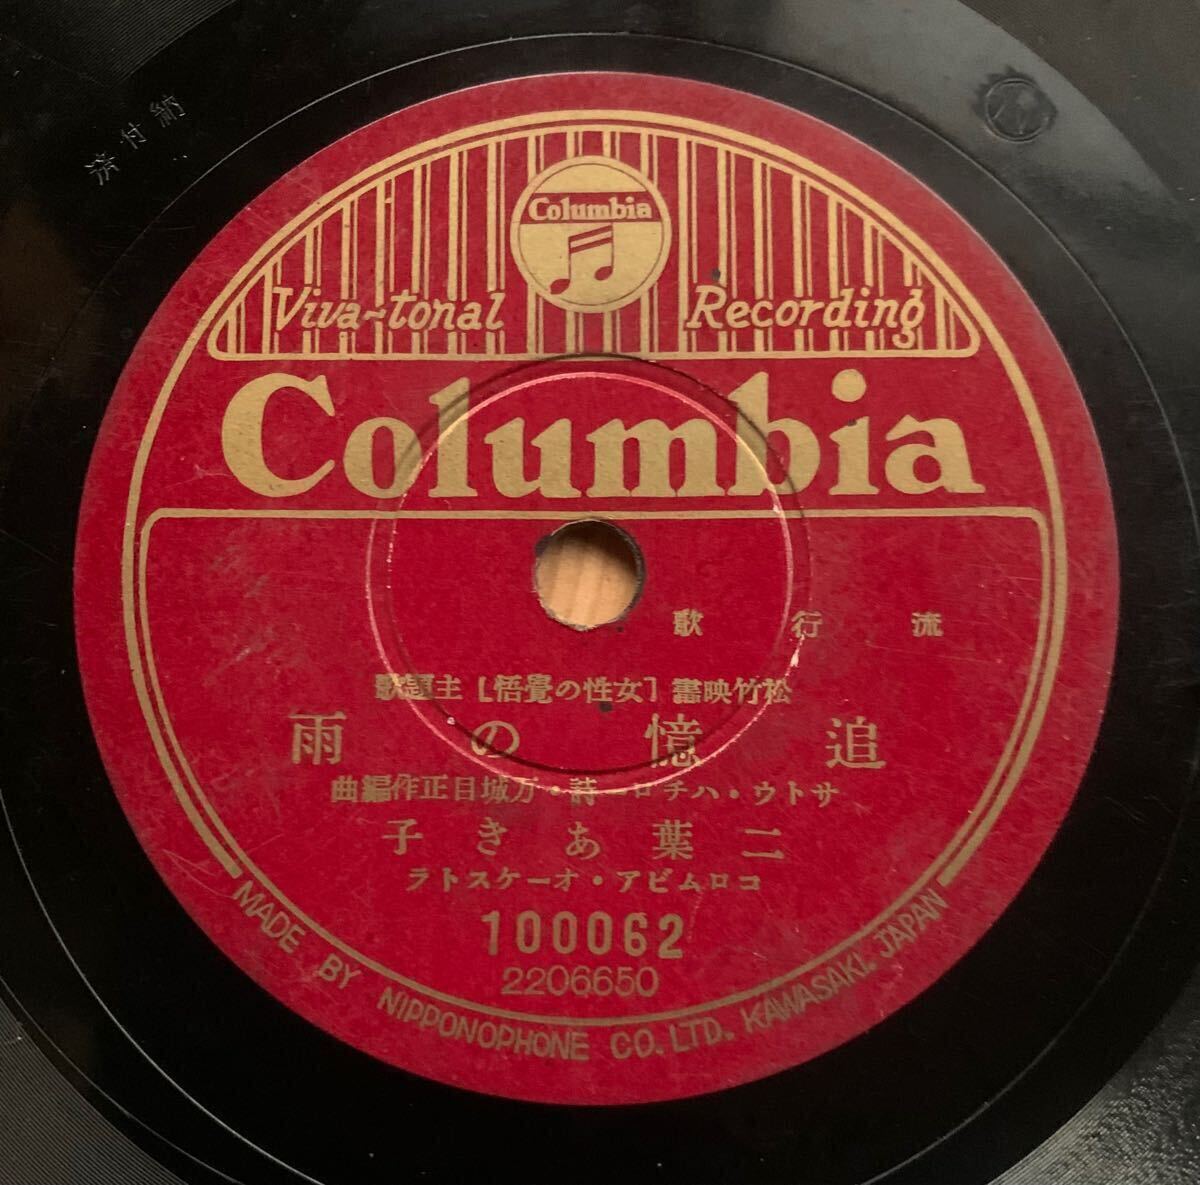 納付済
Columbia
Viva-tonal Recording
Columbia
流行歌
松竹映畫「女性の覺悟」主題歌
追憶の雨
サトウ・ハチロー詩・万城目正作編曲
二葉あき子
コロムビア・オーケストラ
100062
2206650
MADE BY NIPPONOPHONE CO. LTD. KAWASAKI. JAPAN